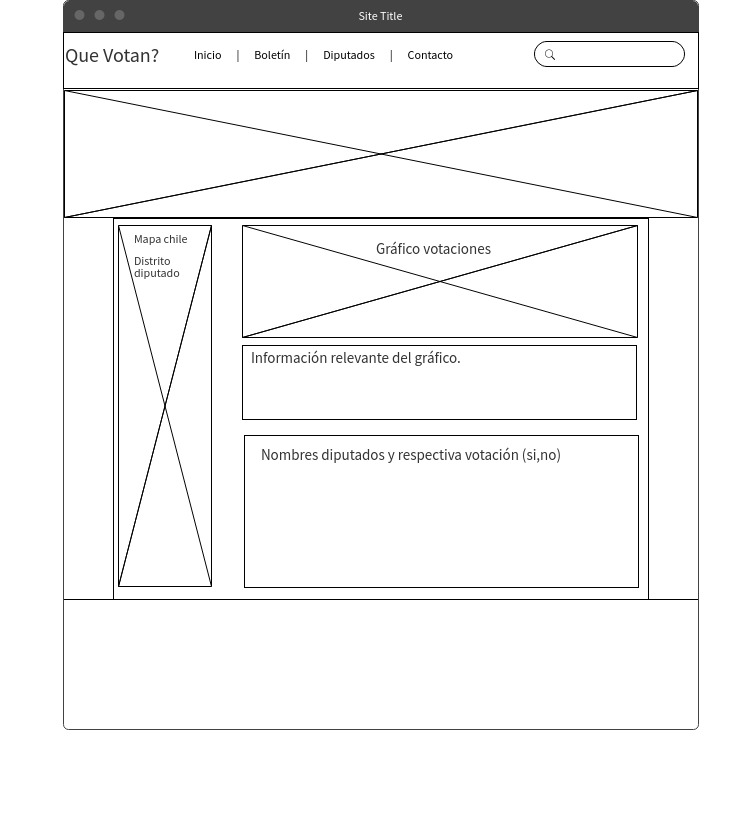 Site Title
Que Votan?
Inicio | Boletín | Diputados | Contacto
Mapa chile
Distrito
diputado
Gráfico votaciones
Información relevante del gráfico.
Nombres diputados y respectiva votación (si,no)